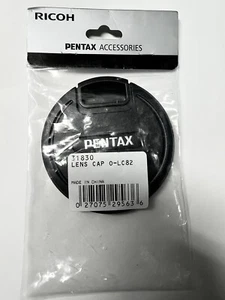 RICOH
PENTAX ACCESSORIES
PENTAX
31830
LENS CAP O-LC82
MADE IN CHINA
0 27075 29563 6